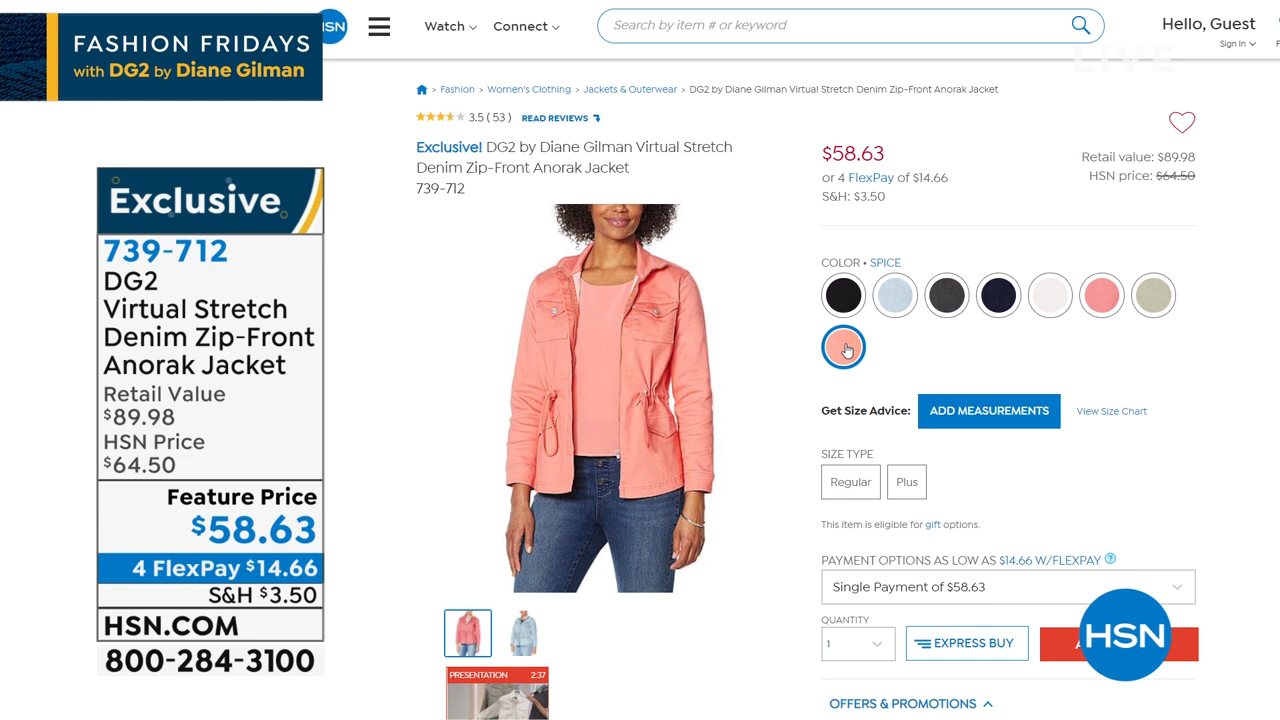 FASHION FRIDAYS
with DG2 by Diane Gilman
HSN
Watch
Connect
Search by item # or keyword
Hello, Guest
Sign In
LIVE
Fashion > Women's Clothing > Jackets & Outerwear > DG2 by Diane Gilman Virtual Stretch Denim Zip-Front Anorak Jacket
3.5 ( 53 ) READ REVIEWS
Exclusive! DG2 by Diane Gilman Virtual Stretch
Denim Zip-Front Anorak Jacket
739-712
$58.63
or 4 FlexPay of $14.66
S&H: $3.50
Retail value: $89.98
HSN price: $64.50
COLOR • SPICE
Get Size Advice:
ADD MEASUREMENTS
View Size Chart
SIZE TYPE
Regular
Plus
This item is eligible for gift options.
PAYMENT OPTIONS AS LOW AS $14.66 W/FLEXPAY ?
Single Payment of $58.63
QUANTITY
1
EXPRESS BUY
HSN
OFFERS & PROMOTIONS
PRESENTATION 2:37
Exclusive
739-712
DG2
Virtual Stretch
Denim Zip-Front
Anorak Jacket
Retail Value
$89.98
HSN Price
$64.50
Feature Price
$58.63
4 FlexPay $14.66
S&H $3.50
HSN.COM
800-284-3100